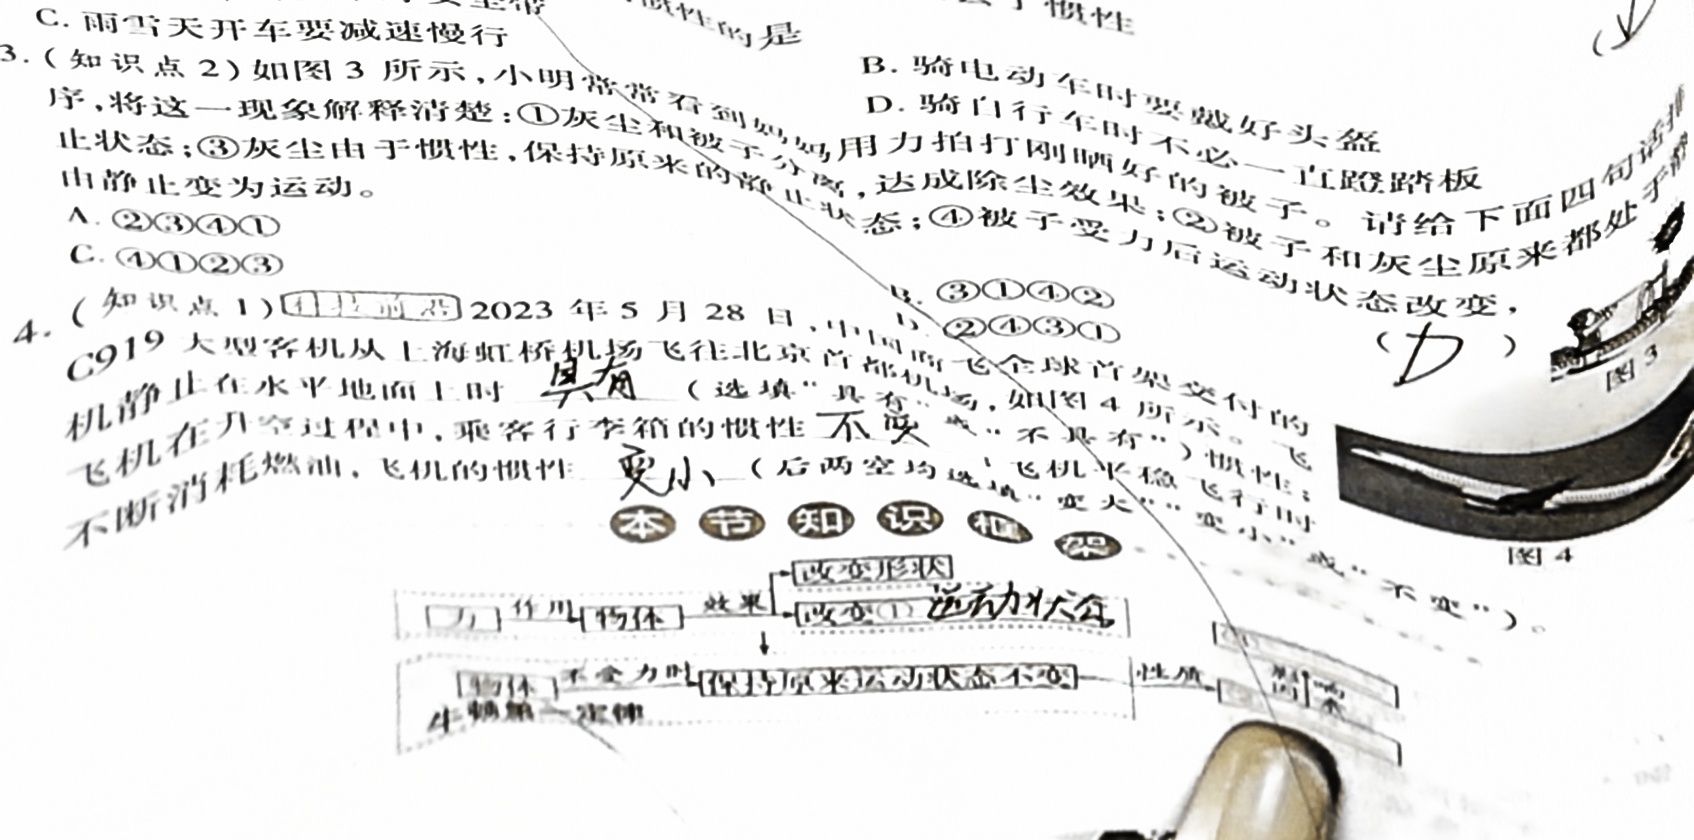 惯性的是
C. 雨雪天开车要减速慢行
B. 骑电动车时要戴好头盔
D. 骑自行车时不必一直蹬踏板
3. (知识点2)如图3所示,小明常常看到妈妈用力拍打刚晒好的被子。请给下面四句话排
序,将这一现象解释清楚:①灰尘和被子分离,达成除尘效果;②被子和灰尘原来都处于静
止状态;③灰尘由于惯性,保持原来的静止状态;④被子受力后运动状态改变,
由静止变为运动。
(D)
A. ②③④①
B. ③①④②
C. ④①②③
D. ②④③①
图3
4. (知识点1) 2023年5月28日,中国商飞全球首架交付的
C919大型客机从上海虹桥机场飞往北京首都机场,如图4所示。飞
机静止在水平地面上时 具有 (选填“具有”或“不具有”)惯性;
飞机在升空过程中,乘客行李箱的惯性 不变 ,飞机平稳飞行时
不断消耗燃油,飞机的惯性 变小 (后两空均选填“变大”“变小”或“不变”)。
图4
本节知识框架
力 作用 物体 效果 改变形状
改变① 运动状态
物体 不受力时 保持原来运动状态不变 性质
牛顿第一定律
影响因素